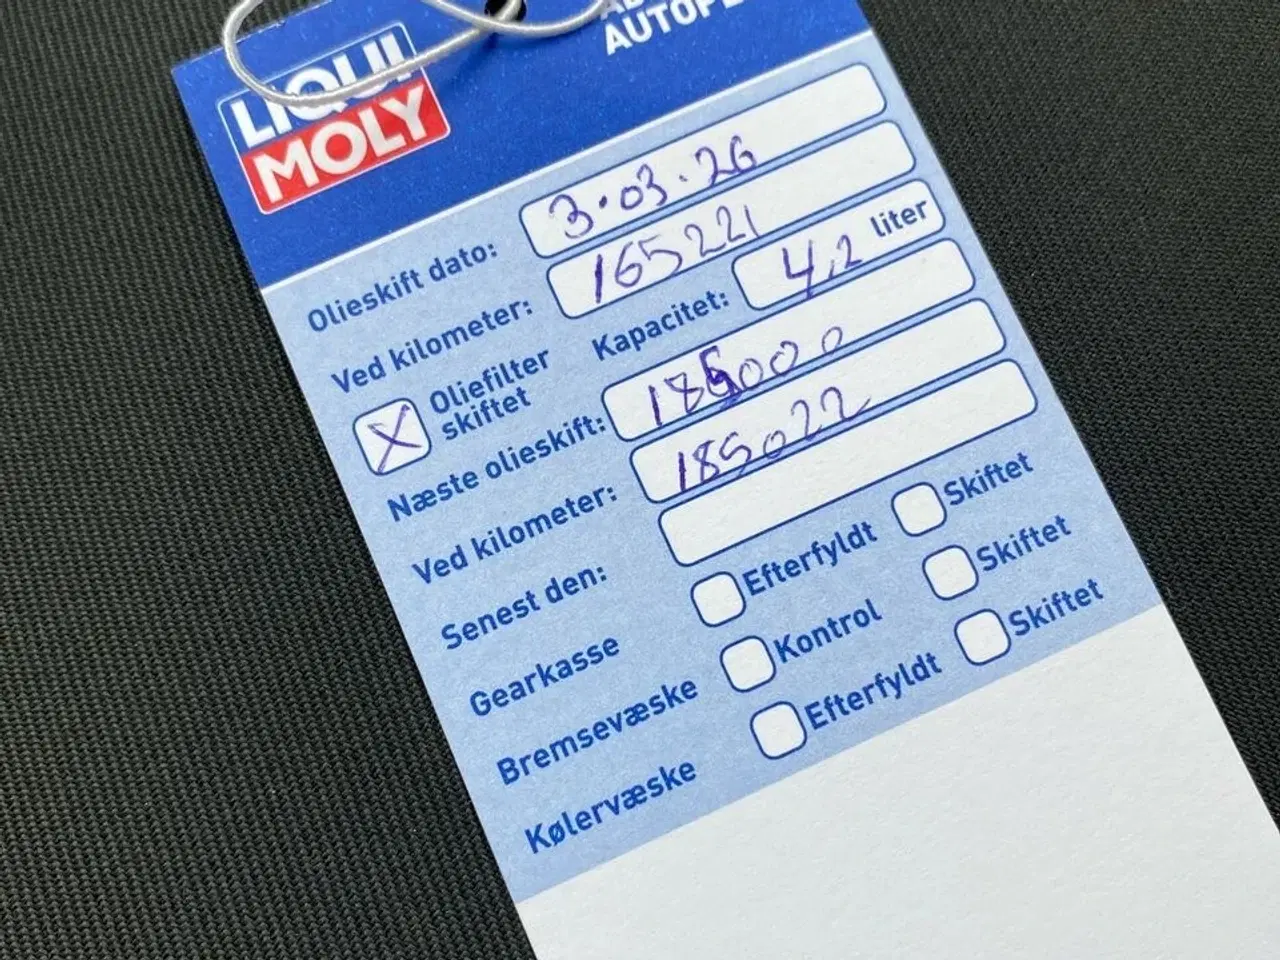 LIQUI
MOLY
Olieskift dato: 3.03.26
Ved kilometer: 165221
Oliefilter
skiftet
Kapacitet: 4,2 liter
Næste olieskift: 185000
Ved kilometer: 185022
Senest den:
Gearkasse Efterfyldt Skiftet
Bremsevæske Kontrol Skiftet
Kølervæske Efterfyldt Skiftet